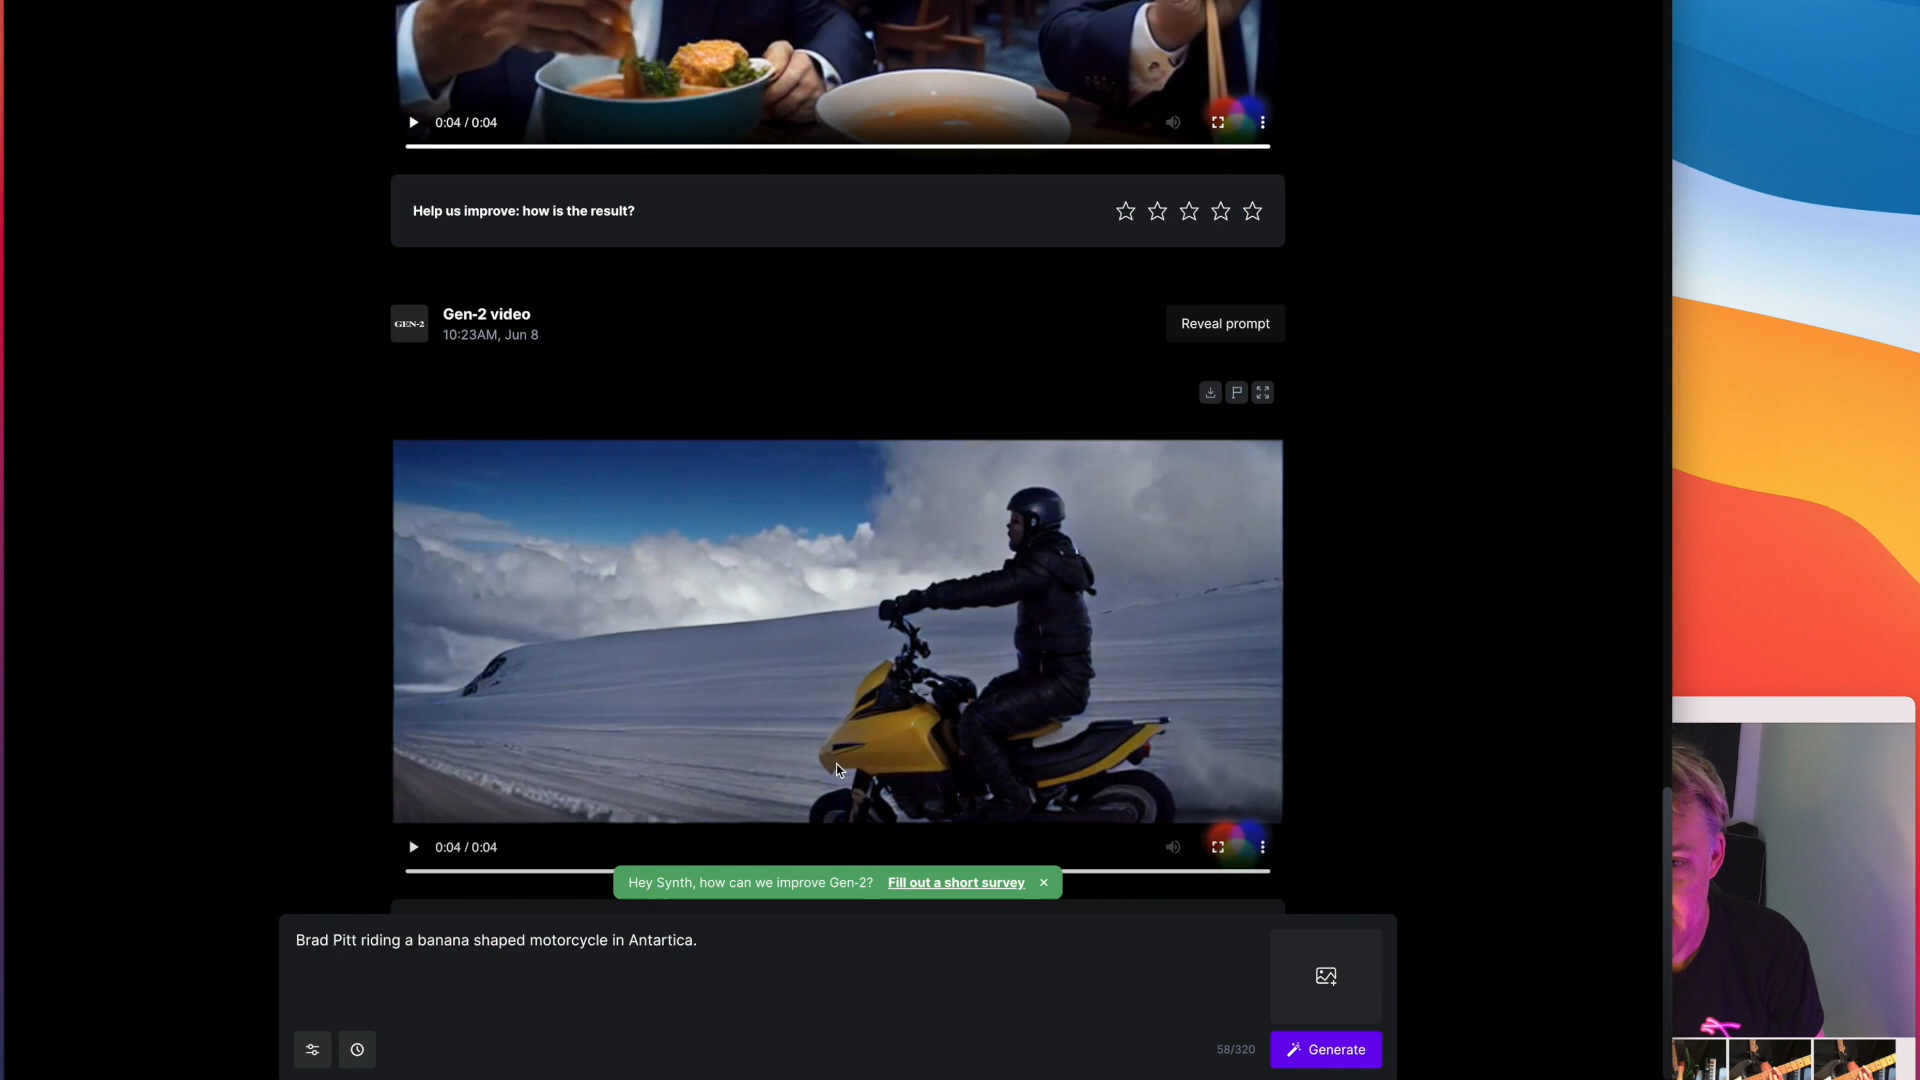 0:04 / 0:04
Help us improve: how is the result?
GEN-2
Gen-2 video
10:23AM, Jun 8
Reveal prompt
0:04 / 0:04
Hey Synth, how can we improve Gen-2? Fill out a short survey
Brad Pitt riding a banana shaped motorcycle in Antartica.
58/320
Generate